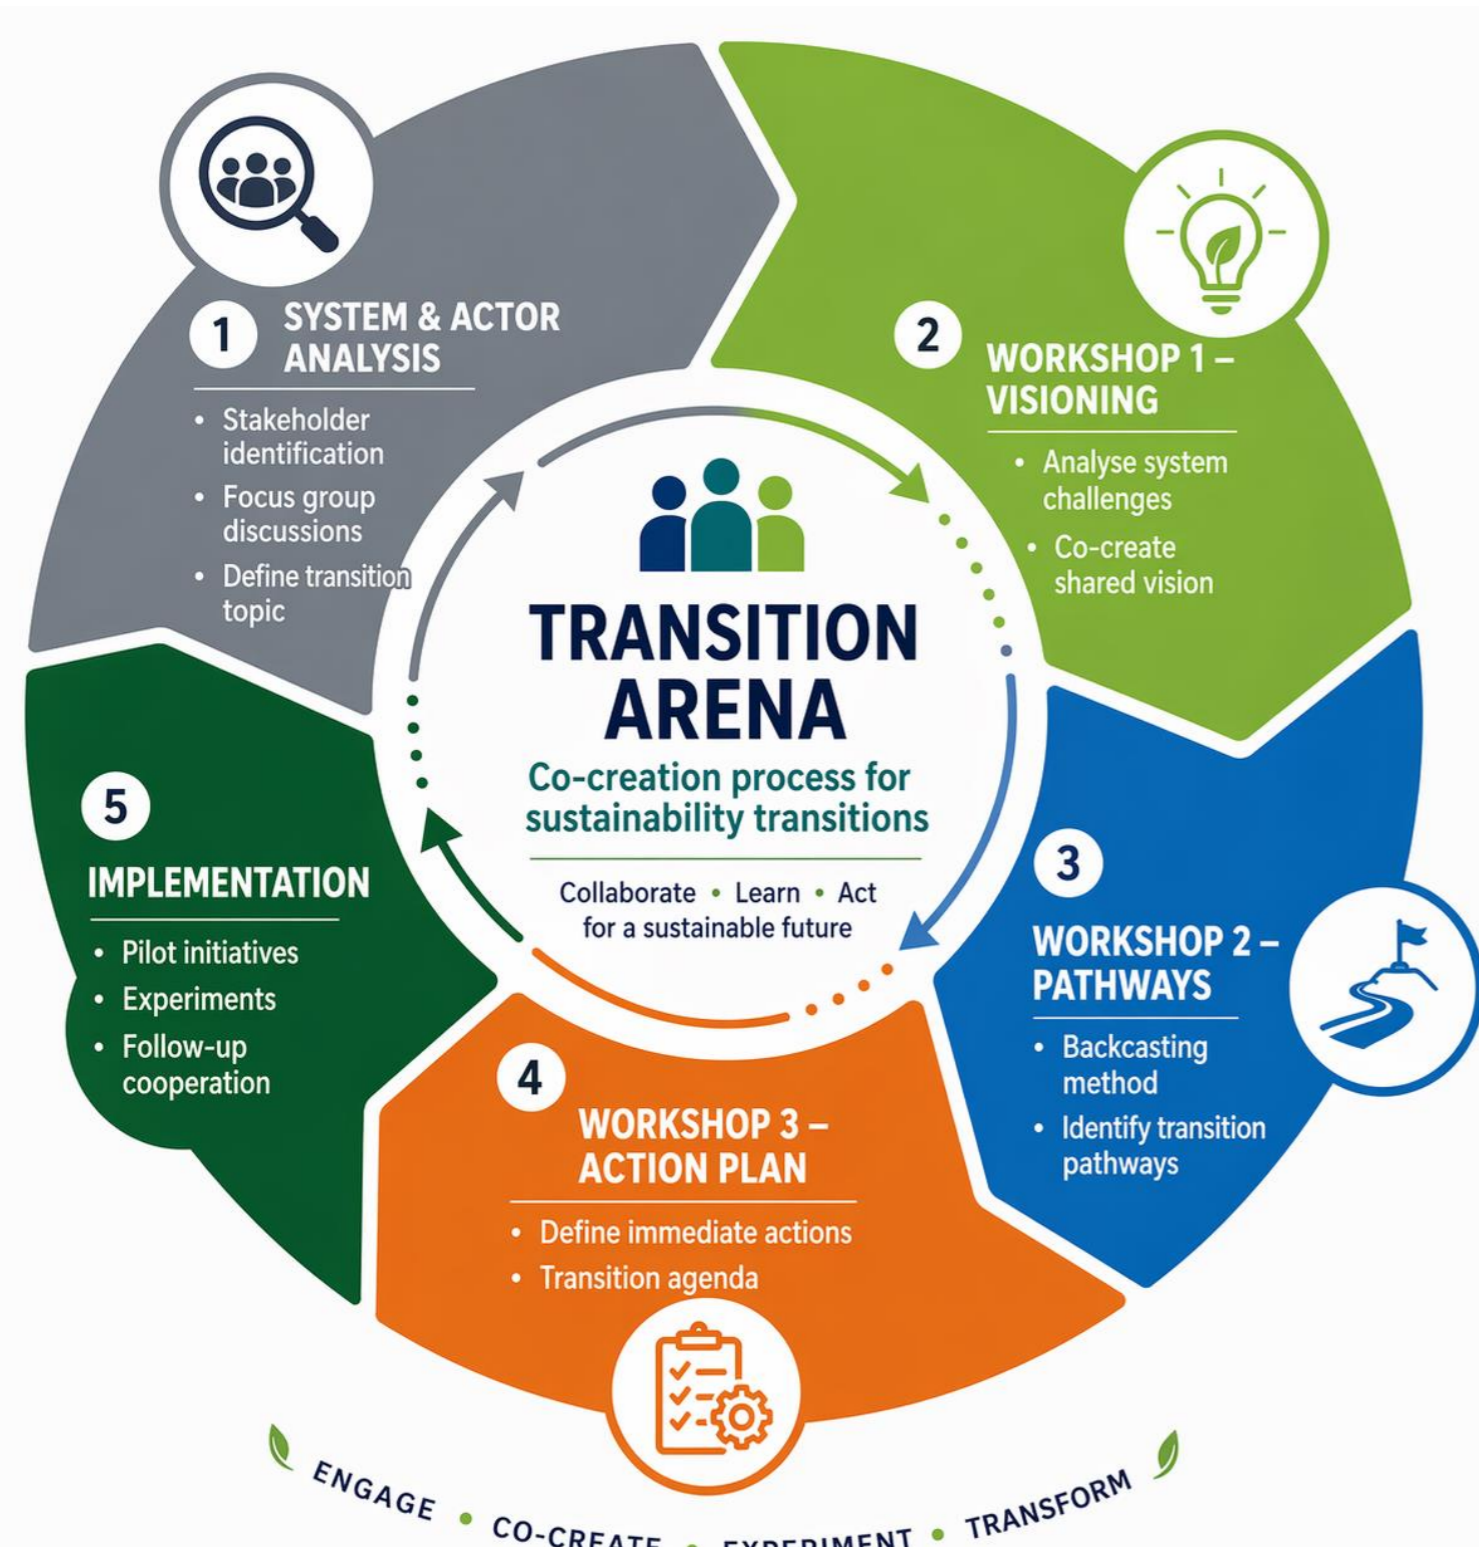 1
SYSTEM & ACTOR
ANALYSIS
• Stakeholder
identification
• Focus group
discussions
• Define transition
topic
2
WORKSHOP 1 –
VISIONING
• Analyse system
challenges
• Co-create
shared vision
TRANSITION
ARENA
Co-creation process for
sustainability transitions
Collaborate • Learn • Act
for a sustainable future
3
WORKSHOP 2 –
PATHWAYS
• Backcasting
method
• Identify transition
pathways
4
WORKSHOP 3 –
ACTION PLAN
• Define immediate actions
• Transition agenda
5
IMPLEMENTATION
• Pilot initiatives
• Experiments
• Follow-up
cooperation
ENGAGE • CO-CREATE • EXPERIMENT • TRANSFORM